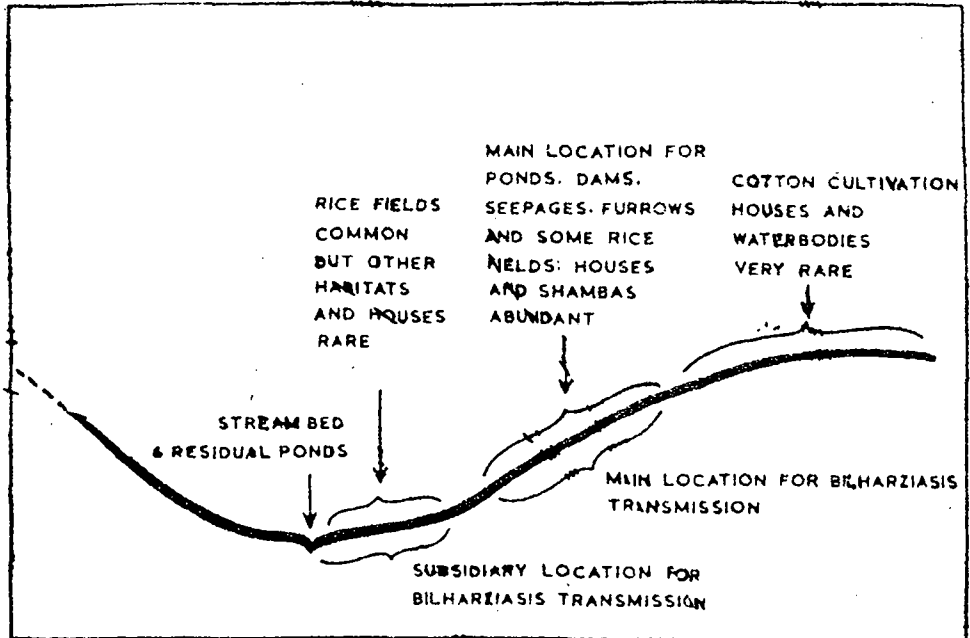 RICE FIELDS
COMMON
BUT OTHER
HABITATS
AND HOUSES
RARE
MAIN LOCATION FOR
PONDS. DAMS.
SEEPAGES. FURROWS
AND SOME RICE
FIELDS: HOUSES
AND SHAMBAS
ABUNDANT
COTTON CULTIVATION
HOUSES AND
WATERBODIES
VERY RARE
STREAM BED
& RESIDUAL PONDS
MAIN LOCATION FOR BILHARZIASIS
TRANSMISSION
SUBSIDIARY LOCATION FOR
BILHARZIASIS TRANSMISSION